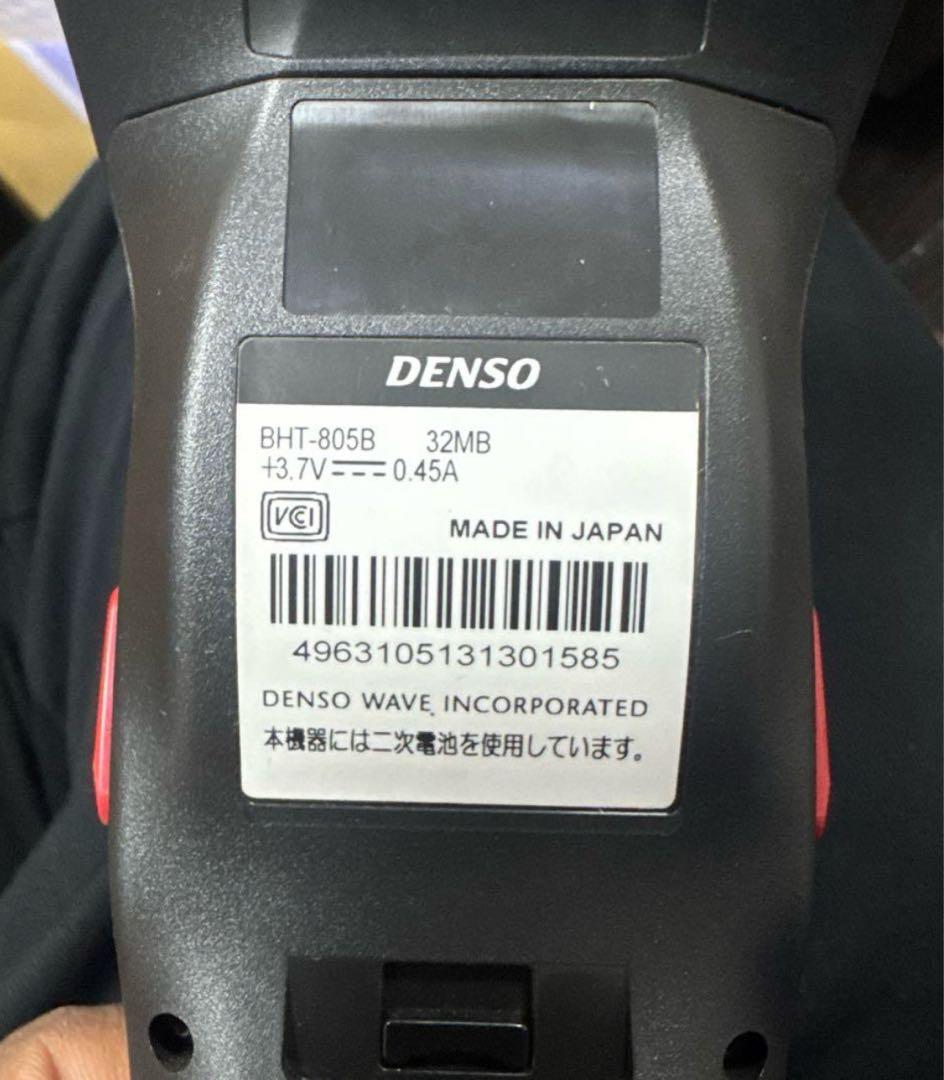 DENSO
BHT-805B 32MB
+3.7V⎓0.45A
VCCI
MADE IN JAPAN
4963105131301585
DENSO WAVE INCORPORATED
本機器には二次電池を使用しています。